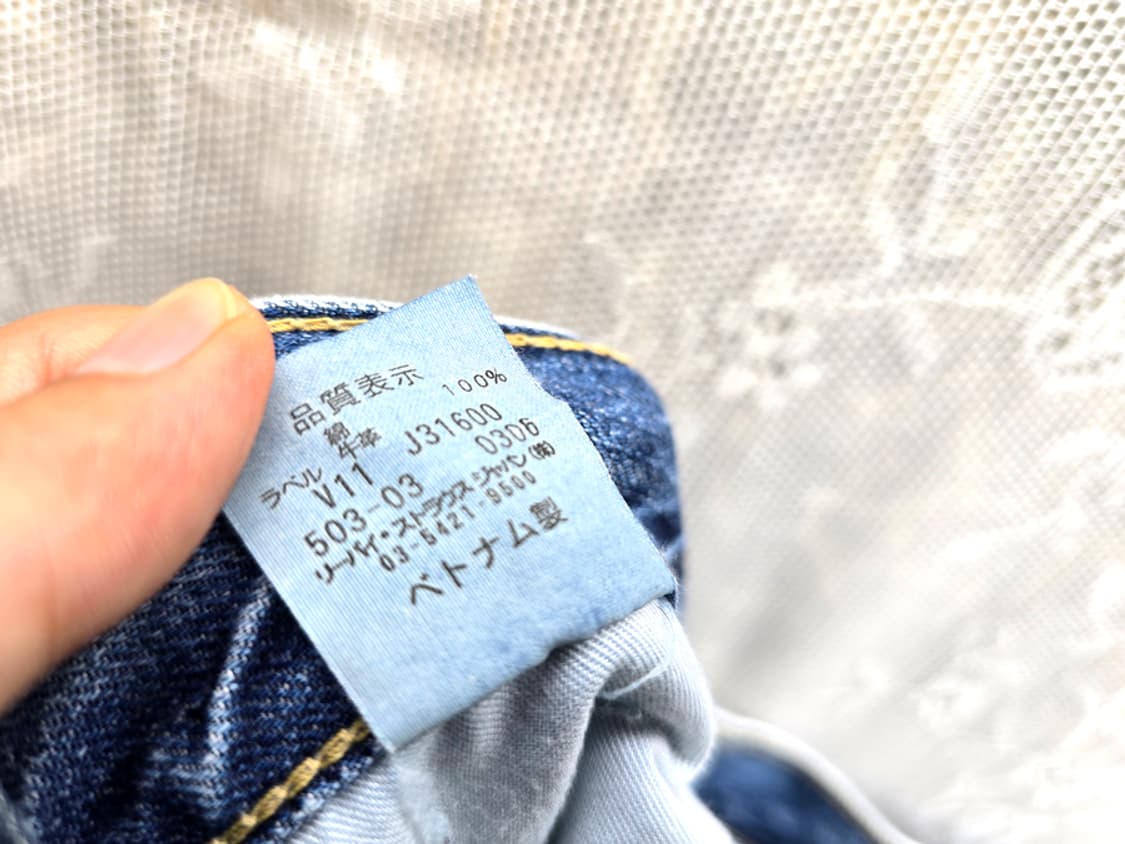 品質表示
綿 100%
ラベル 牛革
V11 J31600
503-03 0306
リーバイ・ストラウス ジャパン(株)
03-5421-9500
ベトナム製